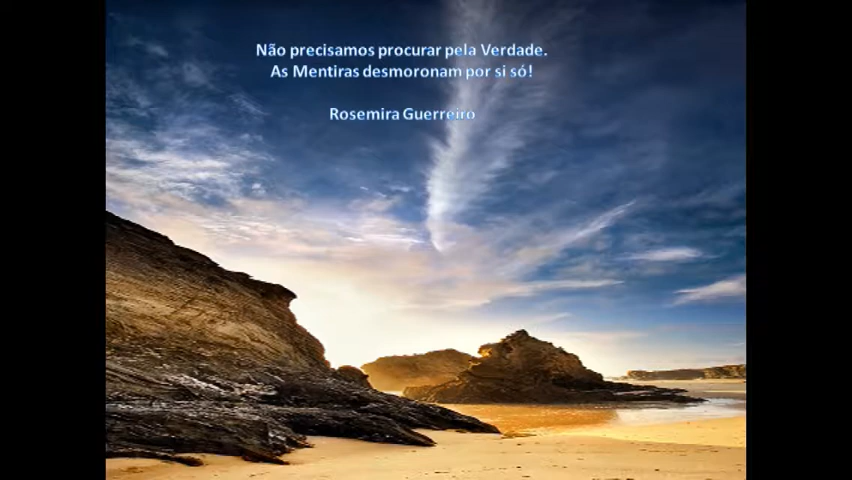 Não precisamos procurar pela Verdade.
As Mentiras desmoronam por si só!
Rosemira Guerreiro